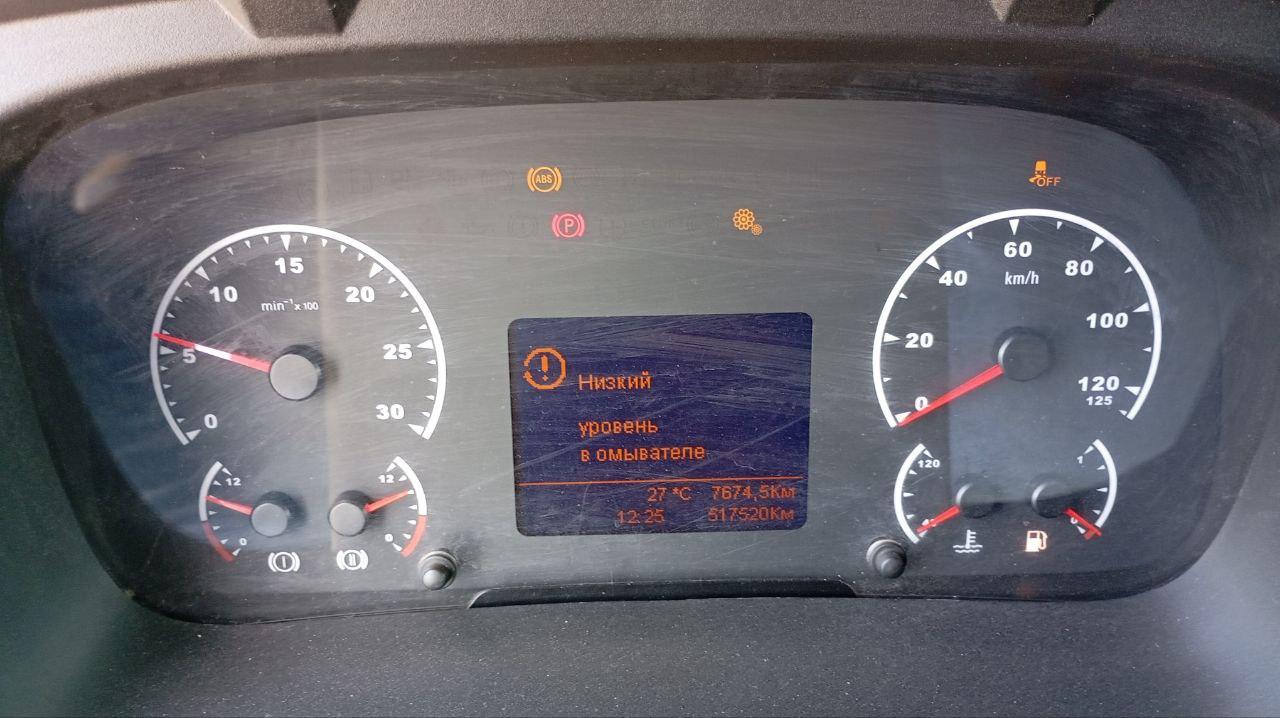 ABS
OFF
P
0
5
10
15
20
25
30
min⁻¹ x 100
0
20
40
60
80
100
120
125
km/h
Низкий
уровень
в омывателе
27 °C 7674,5Км
12:25 517520Км
12
0
I
12
0
II
120
1
0